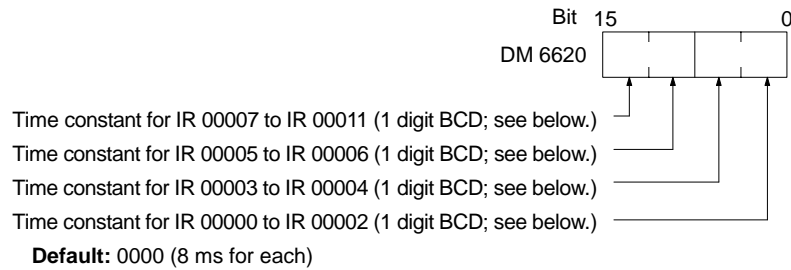 Bit 15 0
DM 6620
Time constant for IR 00007 to IR 00011 (1 digit BCD; see below.)
Time constant for IR 00005 to IR 00006 (1 digit BCD; see below.)
Time constant for IR 00003 to IR 00004 (1 digit BCD; see below.)
Time constant for IR 00000 to IR 00002 (1 digit BCD; see below.)
Default: 0000 (8 ms for each)